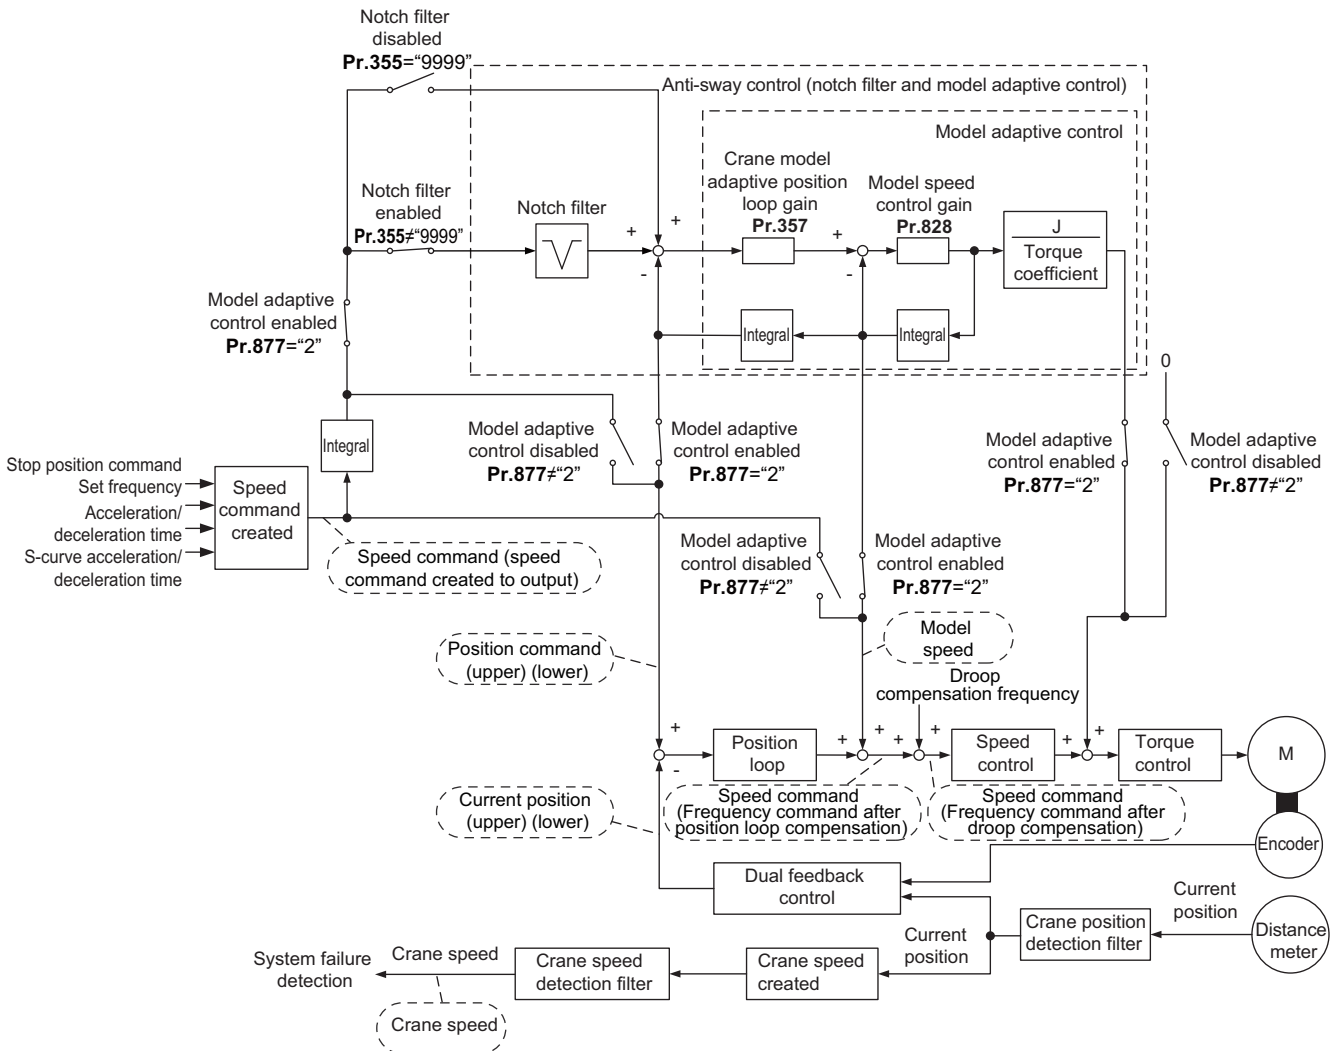 Notch filter
disabled
Pr.355=“9999”
Anti-sway control (notch filter and model adaptive control)
Model adaptive control
Crane model
adaptive position
loop gain
Pr.357
Model speed
control gain
Pr.828
Notch filter
enabled
Pr.355≠“9999”
Notch filter
+
+
-
+
-
J
Torque
coefficient
Integral
Integral
Model adaptive
control enabled
Pr.877=“2”
0
Integral
Model adaptive
control disabled
Pr.877≠“2”
Model adaptive
control enabled
Pr.877=“2”
Model adaptive
control enabled
Pr.877=“2”
Model adaptive
control disabled
Pr.877≠“2”
Stop position command
Set frequency
Acceleration/
deceleration time
S-curve acceleration/
deceleration time
Speed
command
created
Speed command (speed
command created to output)
Model adaptive
control disabled
Pr.877≠“2”
Model adaptive
control enabled
Pr.877=“2”
Position command
(upper) (lower)
Model
speed
Droop
compensation frequency
+
-
Position
loop
+
+
+
+
Speed
control
+
+
Torque
control
M
Current position
(upper) (lower)
Speed command
(Frequency command after
position loop compensation)
Speed command
(Frequency command after
droop compensation)
Encoder
Dual feedback
control
Current
position
Distance
meter
Crane position
detection filter
Current
position
Crane speed
created
Crane speed
detection filter
Crane speed
System failure
detection
Crane speed